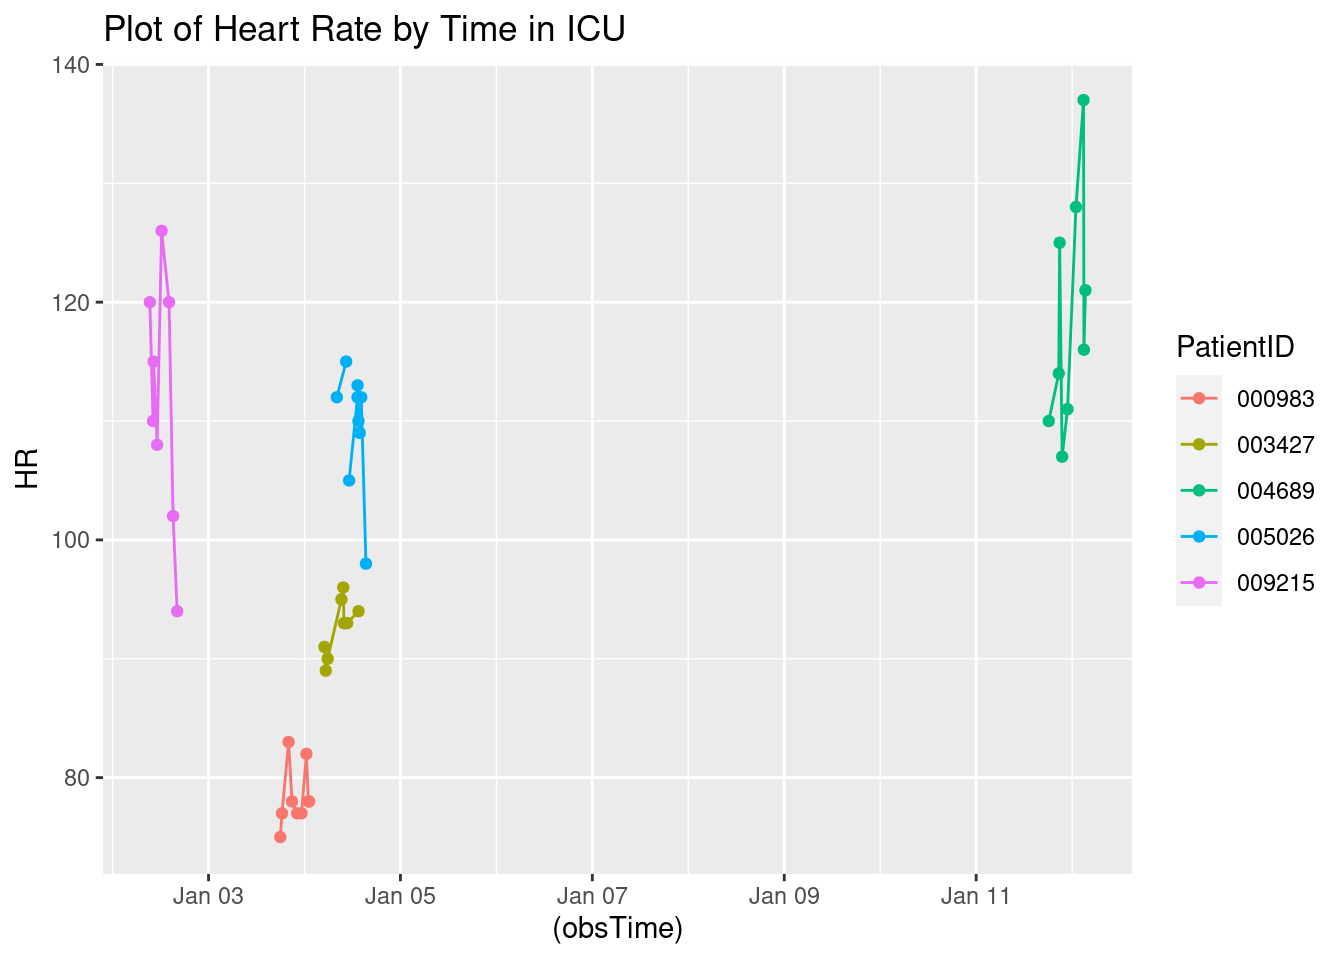 Plot of Heart Rate by Time in ICU
140
120
100
80
HR
Jan 03
Jan 05
Jan 07
Jan 09
Jan 11
(obsTime)
PatientID
000983
003427
004689
005026
009215